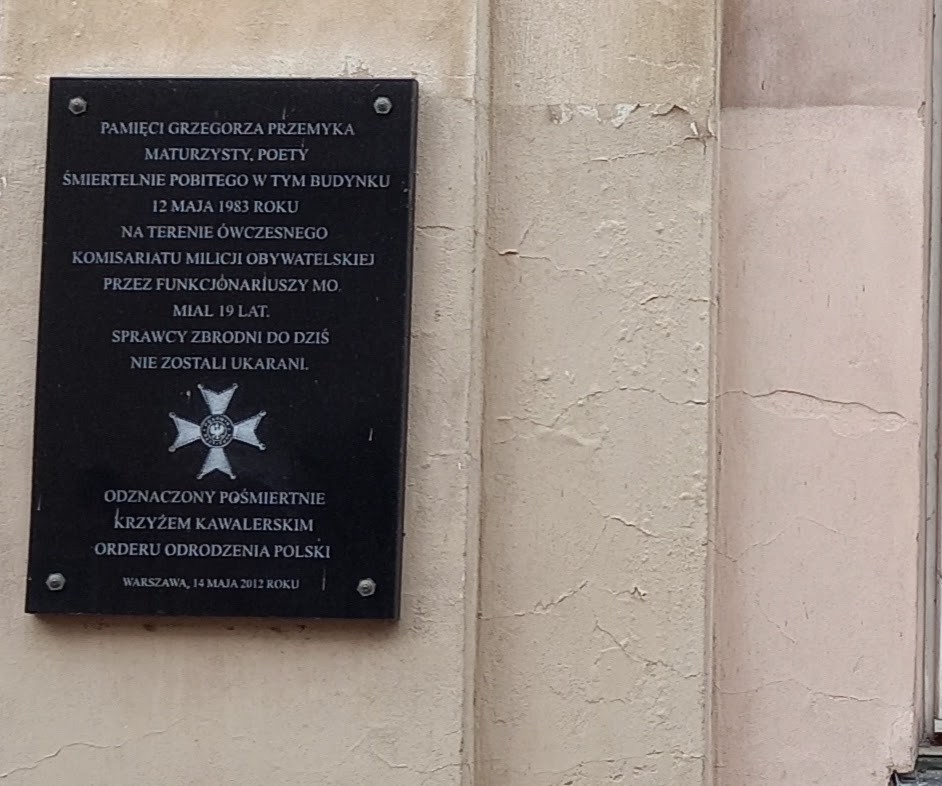 PAMIĘCI GRZEGORZA PRZEMYKA
MATURZYSTY, POETY
ŚMIERTELNIE POBITEGO W TYM BUDYNKU
12 MAJA 1983 ROKU
NA TERENIE ÓWCZESNEGO
KOMISARIATU MILICJI OBYWATELSKIEJ
PRZEZ FUNKCJONARIUSZY MO.
MIAŁ 19 LAT.
SPRAWCY ZBRODNI DO DZIŚ
NIE ZOSTALI UKARANI.
ODZNACZONY POŚMIERTNIE
KRZYŻEM KAWALERSKIM
ORDERU ODRODZENIA POLSKI
WARSZAWA, 14 MAJA 2012 ROKU